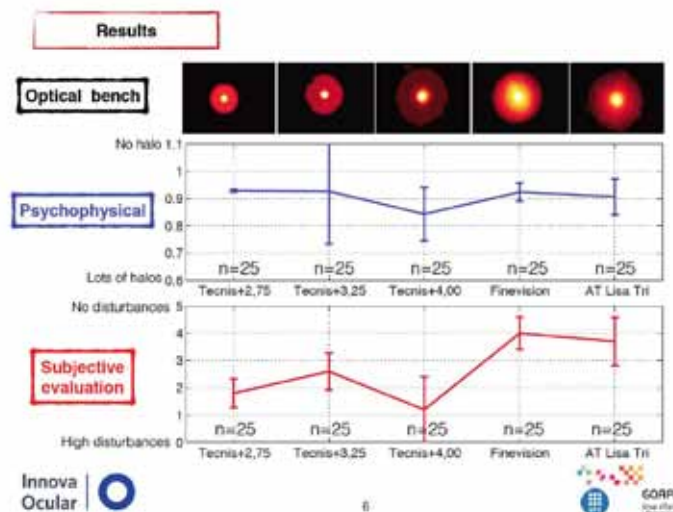 Results
Optical bench
No halo 1.1
1
0.9
0.8
0.7
Lots of halos 0.6
Psychophysical
n=25 n=25 n=25 n=25 n=25
Tecnis+2,75 Tecnis+3,25 Tecnis+4,00 Finevision AT Lisa Tri
No disturbances 5
4
3
2
1
High disturbances 0
Subjective
evaluation
n=25 n=25 n=25 n=25 n=25
Tecnis+2,75 Tecnis+3,25 Tecnis+4,00 Finevision AT Lisa Tri
Innova
Ocular
6